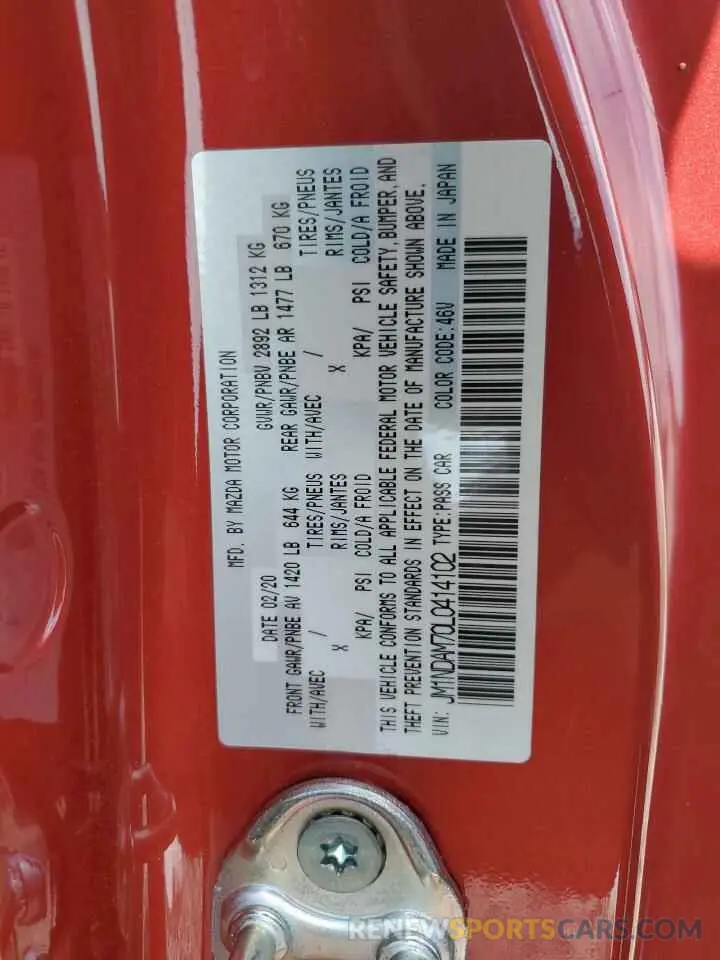 MFD. BY MAZDA MOTOR CORPORATION
DATE 02/20 GVWR/PNBV 2892 LB 1312 KG
FRONT GAWR/PNBE AV 1420 LB 644 KG REAR GAWR/PNBE AR 1477 LB 670 KG
WITH/AVEC / TIRES/PNEUS WITH/AVEC / TIRES/PNEUS
X RIMS/JANTES X RIMS/JANTES
KPA/ PSI COLD/A FROID KPA/ PSI COLD/A FROID
THIS VEHICLE CONFORMS TO ALL APPLICABLE FEDERAL MOTOR VEHICLE SAFETY, BUMPER, AND
THEFT PREVENTION STANDARDS IN EFFECT ON THE DATE OF MANUFACTURE SHOWN ABOVE.
VIN: JM1NDAM70L0414102 TYPE:PASS CAR COLOR CODE:46V MADE IN JAPAN
RENEWSPORTSCARS.COM